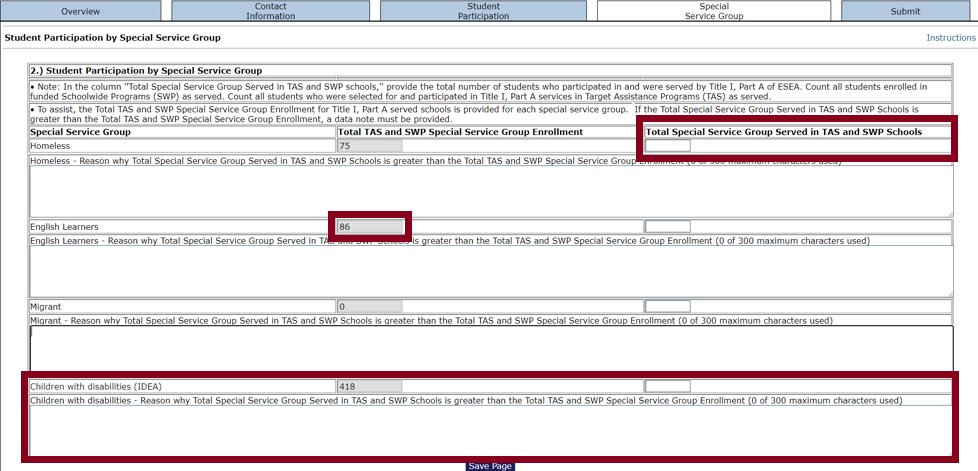 Overview
Contact
Information
Student
Participation
Special
Service Group
Submit
Student Participation by Special Service Group
Instructions
2.) Student Participation by Special Service Group
• Note: In the column "Total Special Service Group Served in TAS and SWP schools," provide the total number of students who participated in and were served by Title I, Part A of ESEA. Count all students enrolled in
funded Schoolwide Programs (SWP) as served. Count all students who were selected for and participated in Title I, Part A services in Target Assistance Programs (TAS) as served.
• To assist, the Total TAS and SWP Special Service Group Enrollment for Title I, Part A served schools is provided for each special service group. If the Total Special Service Group Served in TAS and SWP Schools is
greater than the Total TAS and SWP Special Service Group Enrollment, a data note must be provided.
Special Service Group Total TAS and SWP Special Service Group Enrollment Total Special Service Group Served in TAS and SWP Schools
Homeless 75
Homeless - Reason why Total Special Service Group Served in TAS and SWP Schools is greater than the Total TAS and SWP Special Service Group Enrollment (0 of 300 maximum characters used)
English Learners 86
English Learners - Reason why Total Special Service Group Served in TAS and SWP Schools is greater than the Total TAS and SWP Special Service Group Enrollment (0 of 300 maximum characters used)
Migrant 0
Migrant - Reason why Total Special Service Group Served in TAS and SWP Schools is greater than the Total TAS and SWP Special Service Group Enrollment (0 of 300 maximum characters used)
Children with disabilities (IDEA) 418
Children with disabilities - Reason why Total Special Service Group Served in TAS and SWP Schools is greater than the Total TAS and SWP Special Service Group Enrollment (0 of 300 maximum characters used)
Save Page